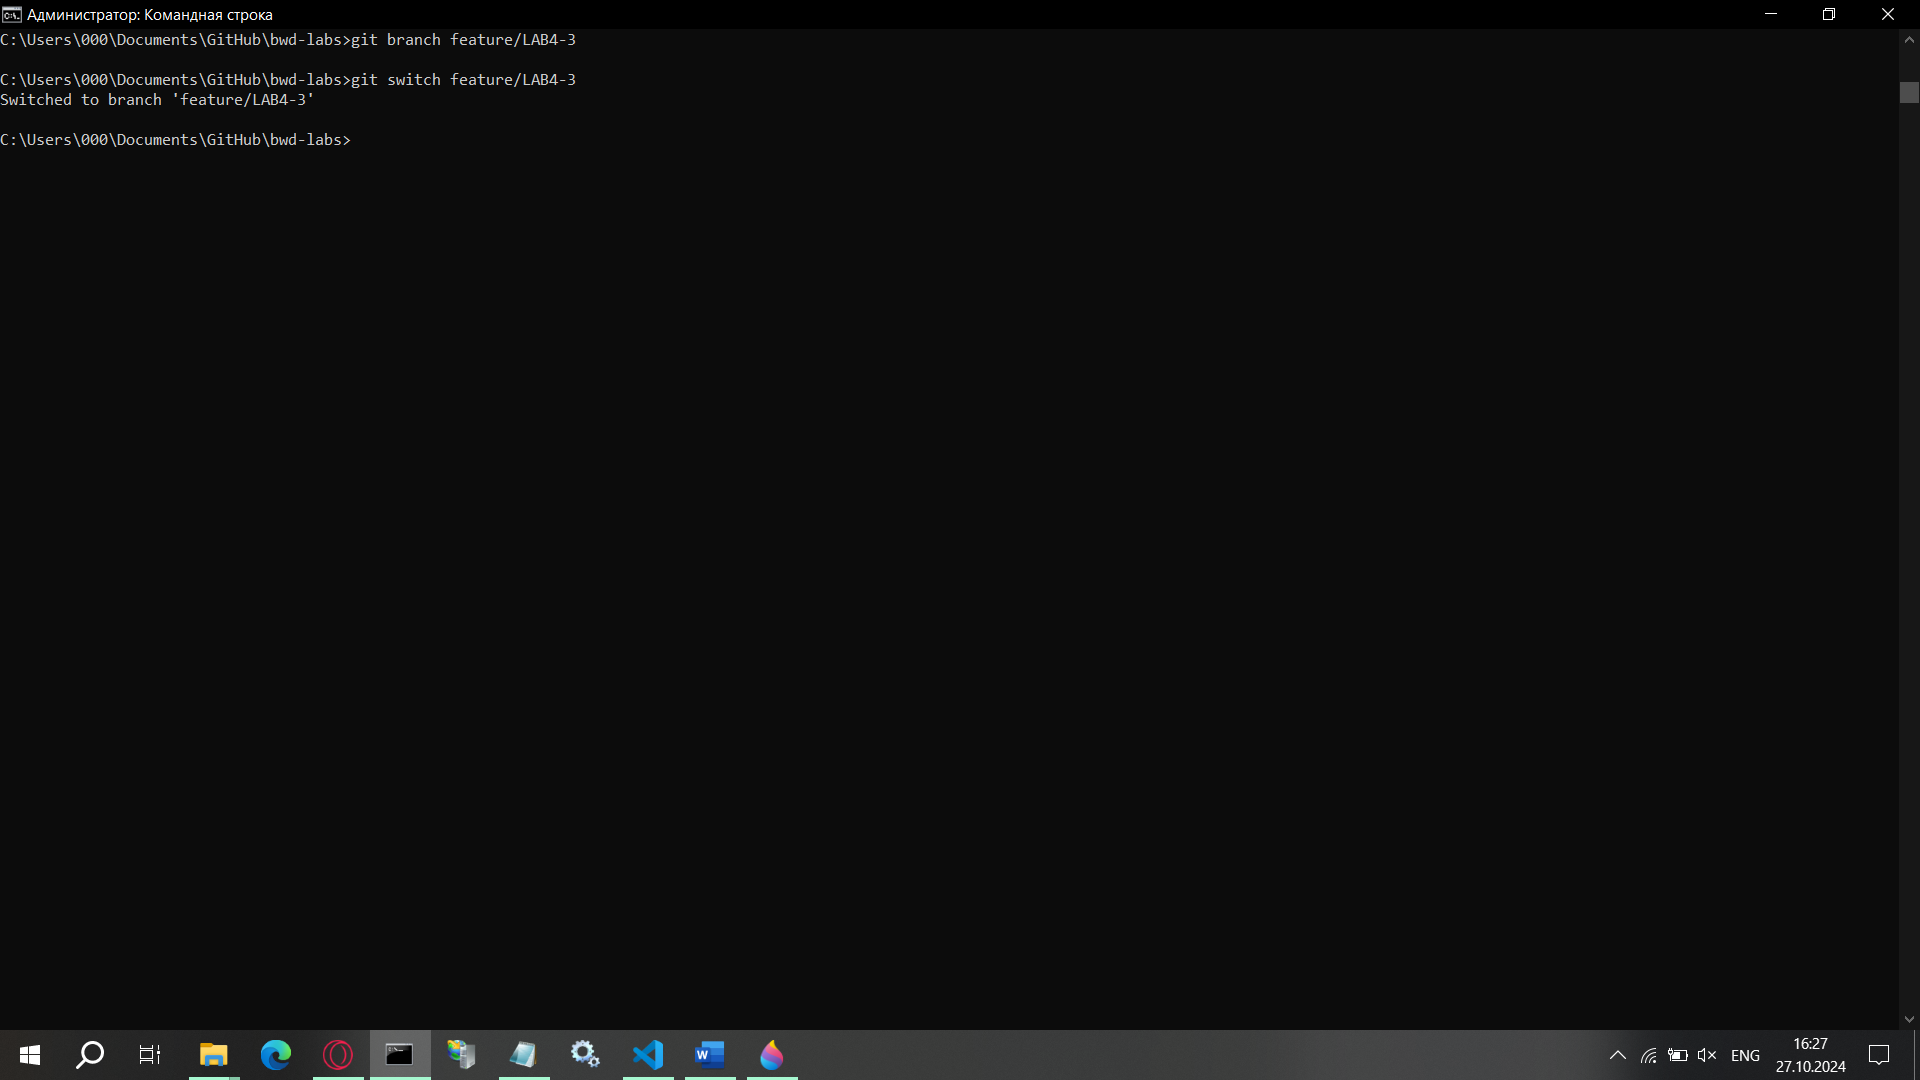 Администратор: Командная строка
C:\Users\000\Documents\GitHub\bwd-labs>git branch feature/LAB4-3
C:\Users\000\Documents\GitHub\bwd-labs>git switch feature/LAB4-3
Switched to branch 'feature/LAB4-3'
C:\Users\000\Documents\GitHub\bwd-labs>
ENG
16:27
27.10.2024